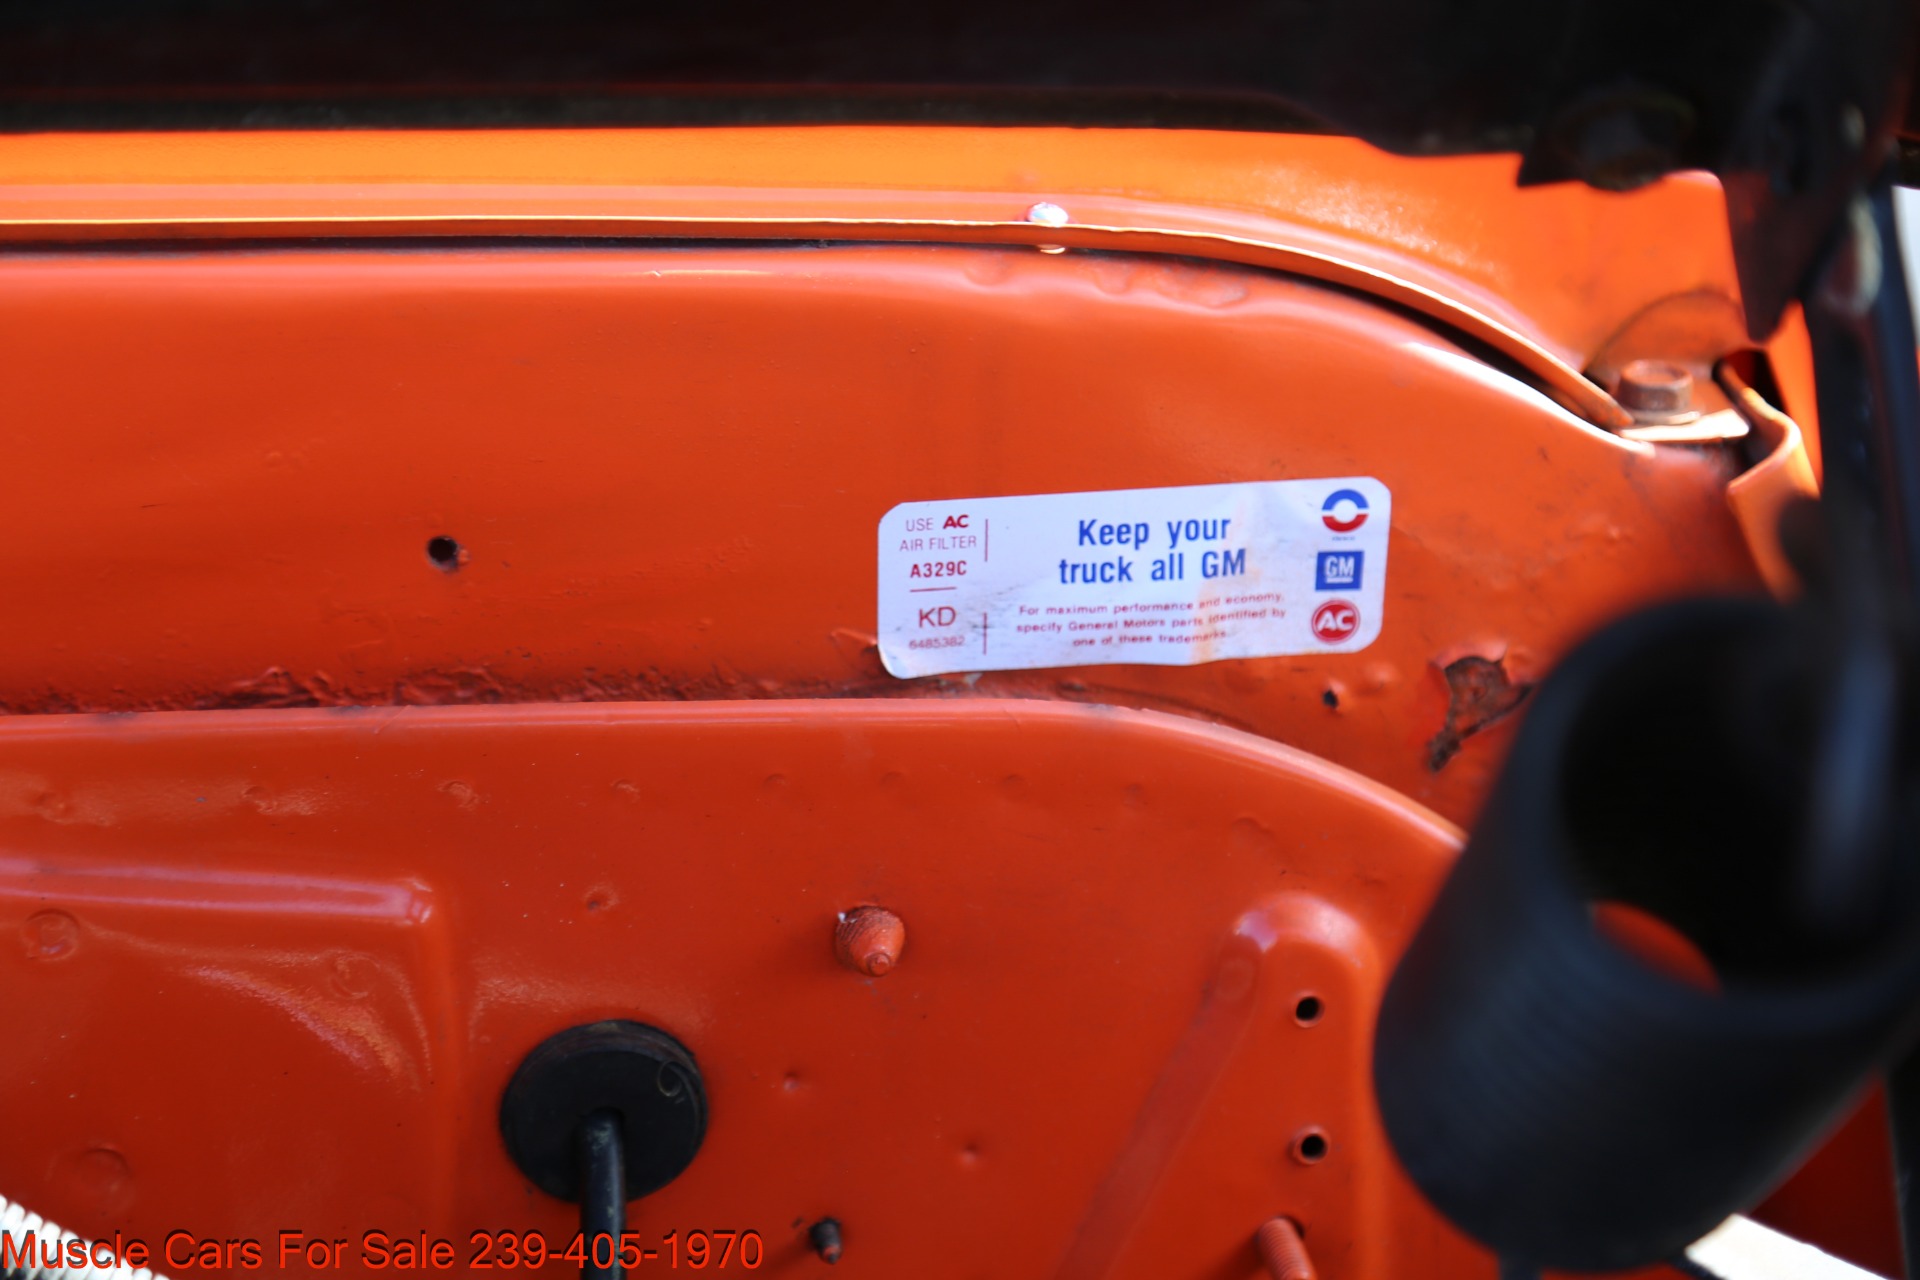 USE AC
AIR FILTER
A329C
KD
6485382
Keep your
truck all GM
For maximum performance and economy,
specify General Motors parts identified by
one of these trademarks.
GM
AC
Muscle Cars For Sale 239-405-1970